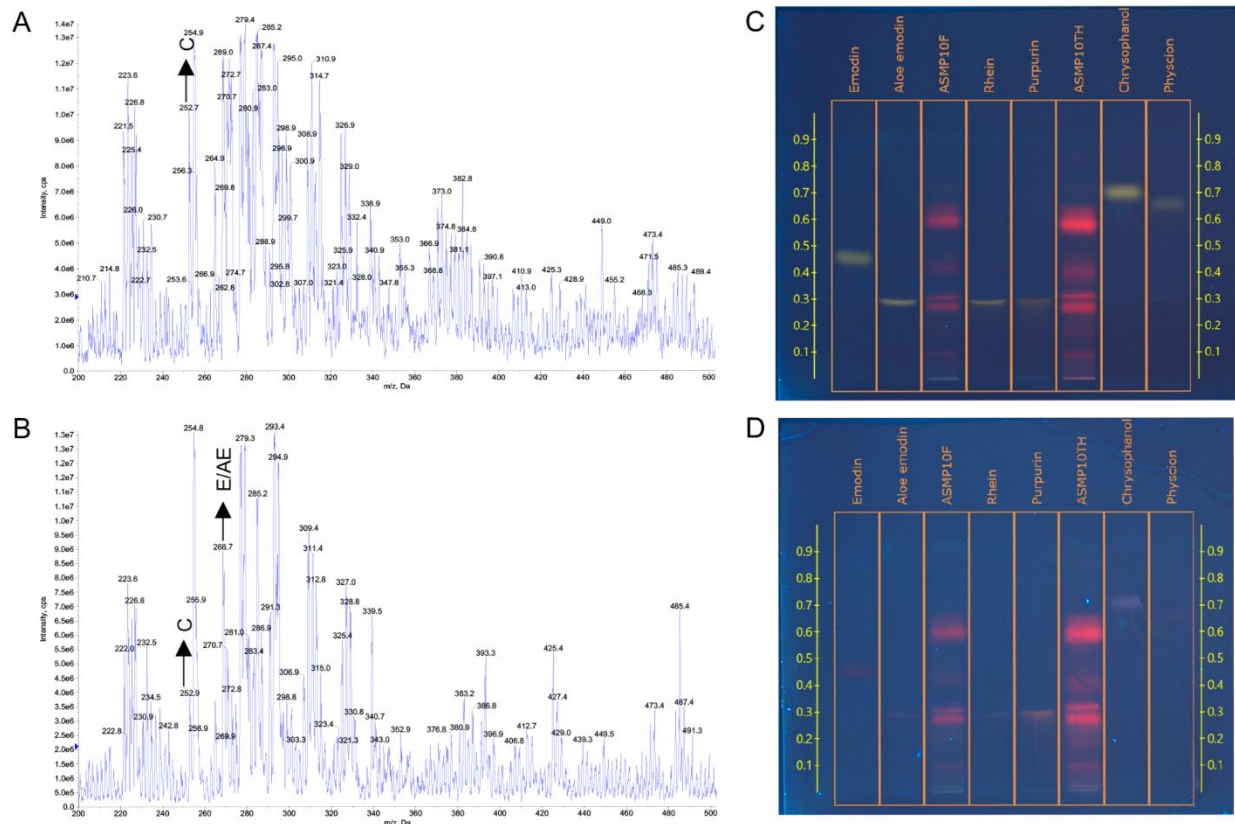 A
Intensity, cps
1.4e7
1.3e7
1.2e7
1.1e7
1.0e7
9.0e6
8.0e6
7.0e6
6.0e6
5.0e6
4.0e6
3.0e6
2.0e6
1.0e6
0.0
C
254.9
279.4
285.2
269.0
287.4
272.7
295.0
310.9
223.6
270.7
283.0
314.7
226.8
252.7
280.9
221.5
298.9
308.9
326.9
225.4
296.9
264.9
256.3
300.9
329.0
269.8
382.8
226.0
230.7
299.7
332.4
338.9
373.0
288.9
374.8
384.8
449.0
232.5
325.9
340.9
353.0
381.1
473.4
210.7
214.8
222.7
253.6
266.9
262.8
274.7
295.8
302.8
307.0
323.0
321.4
328.0
347.8
355.3
366.9
368.8
390.8
397.1
410.9
413.0
425.3
428.9
455.2
468.3
471.5
485.3
489.4
200 220 240 260 280 300 320 340 360 380 400 420 440 460 480 500
m/z, Da
B
Intensity, cps
1.3e7
1.2e7
1.1e7
1.0e7
9.0e6
8.0e6
7.0e6
6.0e6
5.0e6
4.0e6
3.0e6
2.0e6
1.0e6
0.0
C
E/AE
254.8
279.3
293.4
294.9
285.2
268.7
309.4
311.4
312.8
223.6
226.8
255.9
291.3
327.0
328.8
339.5
485.4
222.0
232.5
270.7
281.0
286.9
325.4
283.4
315.0
393.3
425.4
234.5
252.9
272.8
306.9
298.8
230.9
242.8
222.8
256.9
269.9
303.3
323.4
330.8
321.3
340.7
343.0
352.9
376.8
383.2
380.9
386.8
396.9
406.8
412.7
427.4
429.0
439.3
449.5
473.4
487.4
491.3
200 220 240 260 280 300 320 340 360 380 400 420 440 460 480 500
m/z, Da
C
Emodin
Aloe emodin
ASMP10F
Rhein
Purpurin
ASMP10TH
Chrysophanol
Physcion
0.9 0.9
0.8 0.8
0.7 0.7
0.6 0.6
0.5 0.5
0.4 0.4
0.3 0.3
0.2 0.2
0.1 0.1
D
Emodin
Aloe emodin
ASMP10F
Rhein
Purpurin
ASMP10TH
Chrysophanol
Physcion
0.9 0.9
0.8 0.8
0.7 0.7
0.6 0.6
0.5 0.5
0.4 0.4
0.3 0.3
0.2 0.2
0.1 0.1